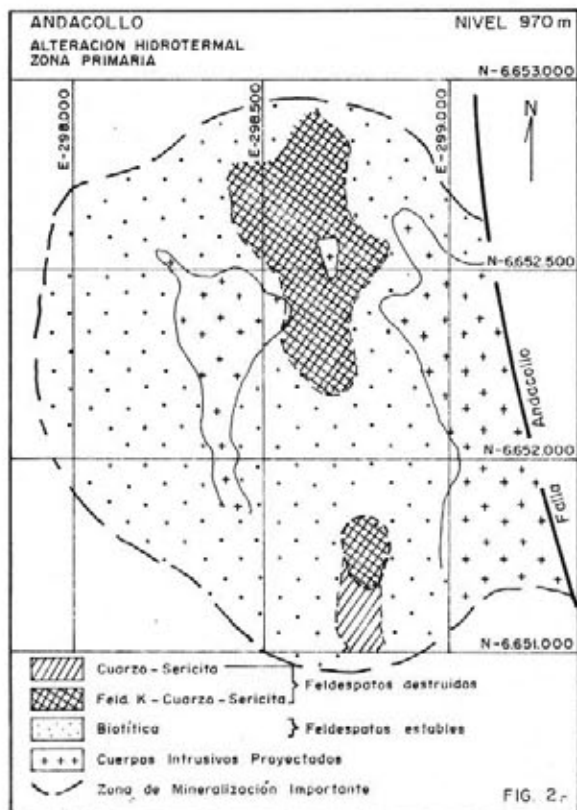 ANDACOLLO
NIVEL 970 m
ALTERACION HIDROTERMAL
ZONA PRIMARIA
N-6.653.000
E-298.000
E-298.500
E-299.000
N
N-6.652.500
Andacollo
N-6.652.000
Falla
N-6.651.000
Cuarzo-Sericita
Feldespatos destruidos
Feld. K-Cuarzo-Sericita
Biotítica
Feldespatos estables
Cuerpos Intrusivos Proyectados
Zona de Mineralización Importante
FIG. 2.-